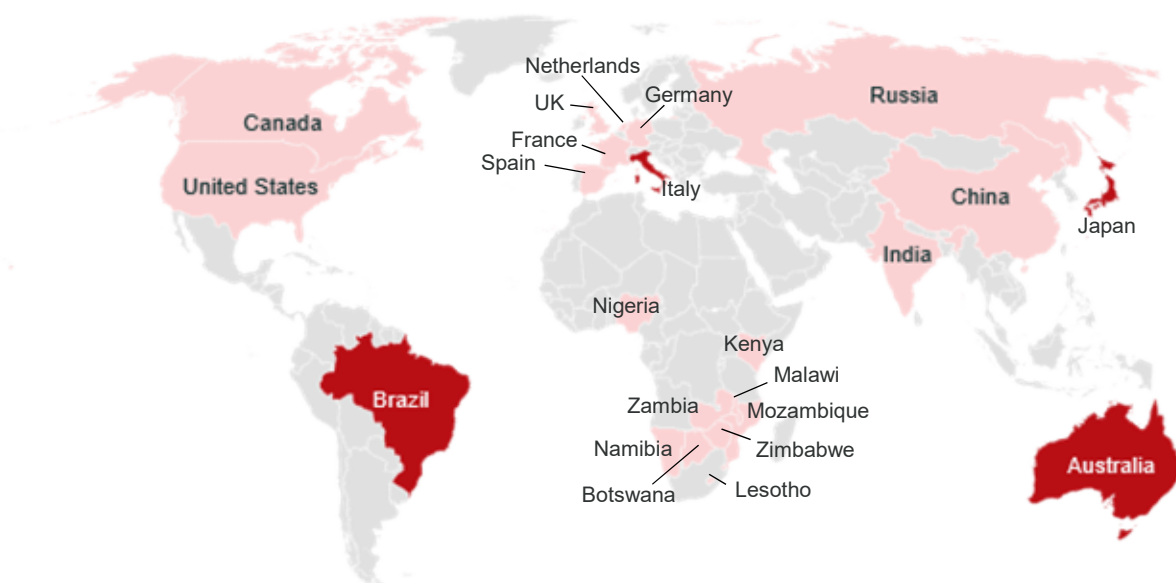 Netherlands
Germany
UK
Russia
Canada
France
Spain
United States
Italy
China
Japan
India
Nigeria
Kenya
Malawi
Brazil
Zambia
Mozambique
Namibia
Zimbabwe
Australia
Botswana
Lesotho